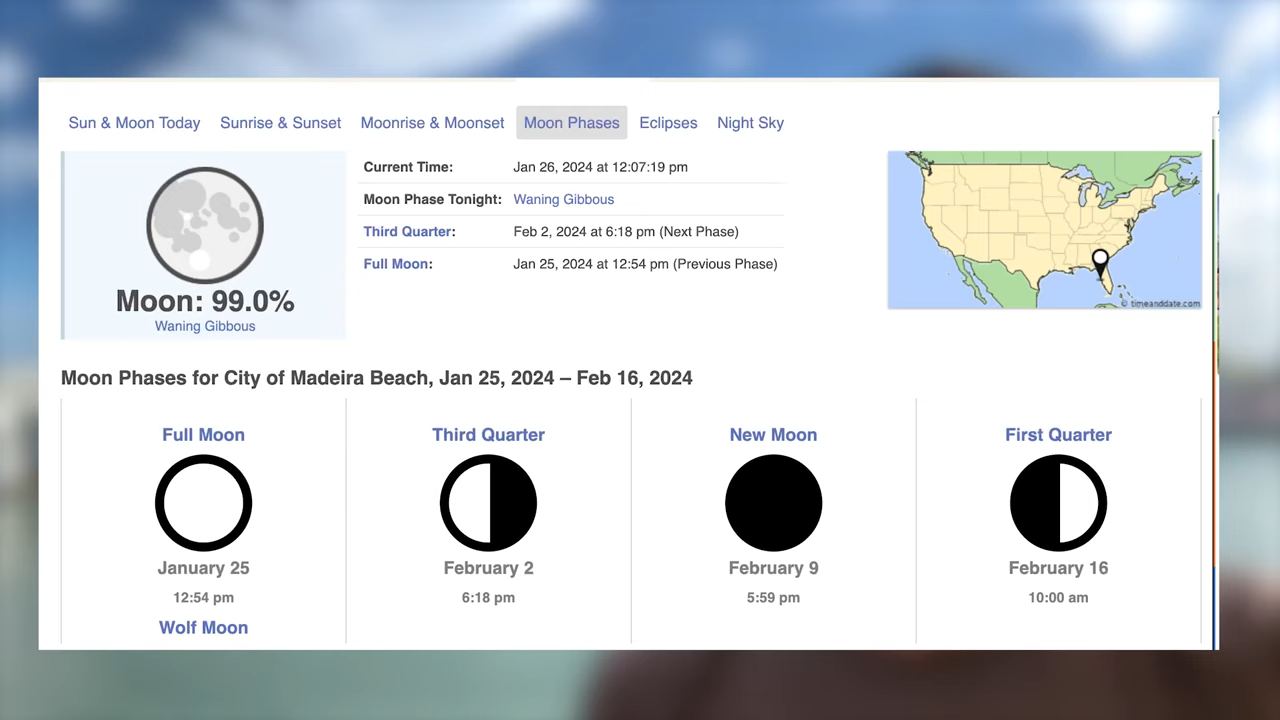 Sun & Moon Today Sunrise & Sunset Moonrise & Moonset Moon Phases Eclipses Night Sky
Moon: 99.0%
Waning Gibbous
Current Time: Jan 26, 2024 at 12:07:19 pm
Moon Phase Tonight: Waning Gibbous
Third Quarter: Feb 2, 2024 at 6:18 pm (Next Phase)
Full Moon: Jan 25, 2024 at 12:54 pm (Previous Phase)
© timeanddate.com
Moon Phases for City of Madeira Beach, Jan 25, 2024 – Feb 16, 2024
Full Moon
January 25
12:54 pm
Wolf Moon
Third Quarter
February 2
6:18 pm
New Moon
February 9
5:59 pm
First Quarter
February 16
10:00 am